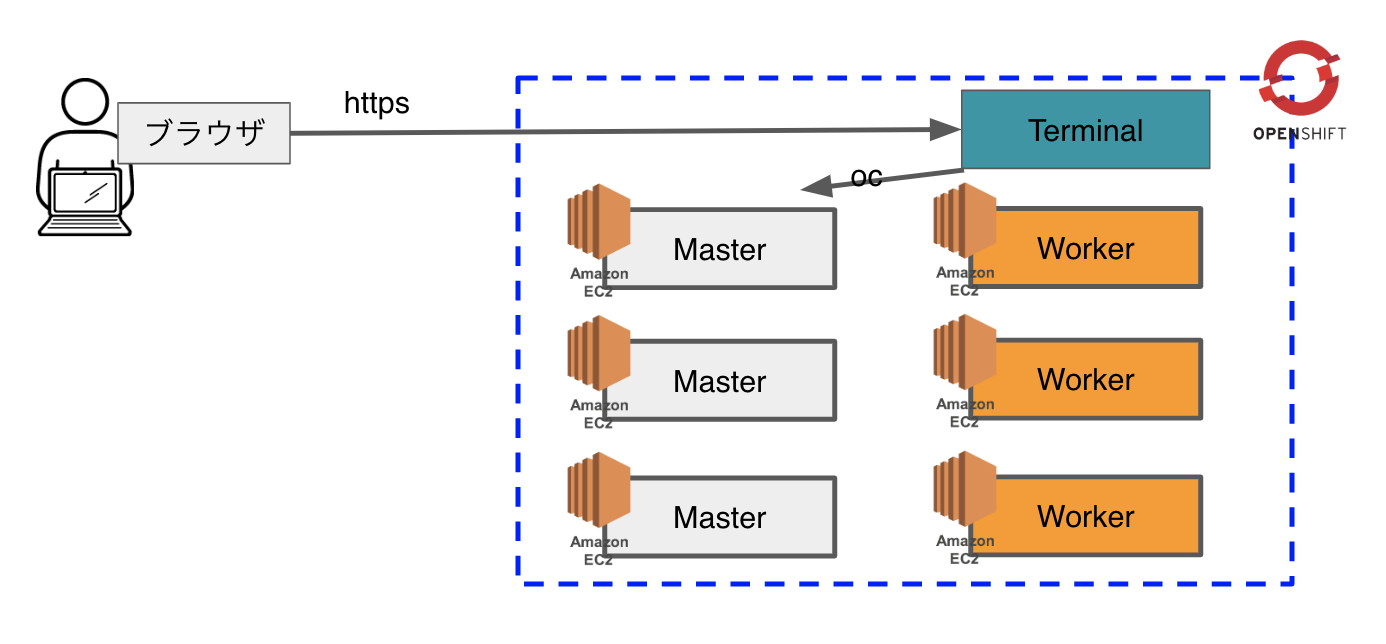 https
ブラウザ
Terminal
OPENSHIFT
oc
Master
Amazon
EC2
Worker
Amazon
EC2
Master
Amazon
EC2
Worker
Amazon
EC2
Master
Amazon
EC2
Worker
Amazon
EC2